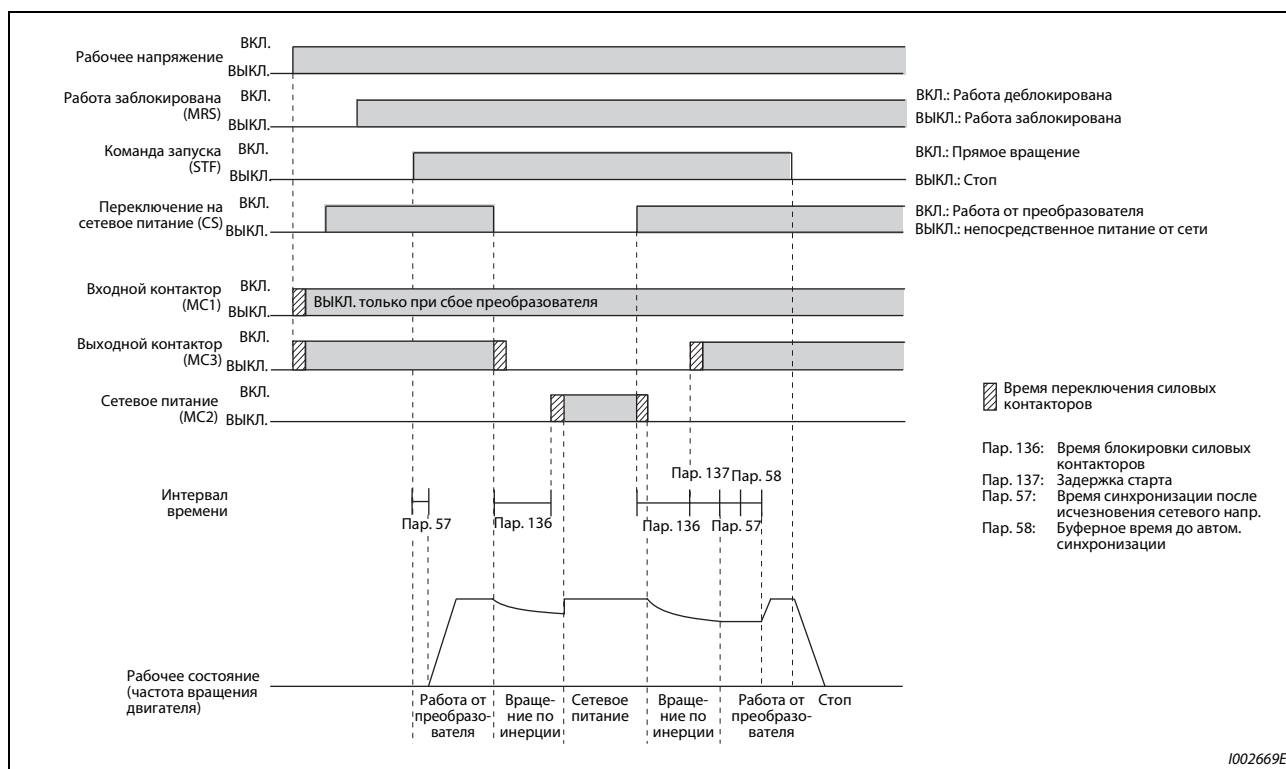 Рабочее напряжение
ВКЛ.
ВЫКЛ.
Работа заблокирована
(MRS)
ВКЛ.
ВЫКЛ.
ВКЛ.: Работа деблокирована
ВЫКЛ.: Работа заблокирована
Команда запуска
(STF)
ВКЛ.
ВЫКЛ.
ВКЛ.: Прямое вращение
ВЫКЛ.: Стоп
Переключение на
сетевое питание (CS)
ВКЛ.
ВЫКЛ.
ВКЛ.: Работа от преобразователя
ВЫКЛ.: непосредственное питание от сети
Входной контактор
(MC1)
ВКЛ.
ВЫКЛ.
ВЫКЛ. только при сбое преобразователя
Выходной контактор
(MC3)
ВКЛ.
ВЫКЛ.
Сетевое питание
(MC2)
ВКЛ.
ВЫКЛ.
Время переключения силовых
контакторов
Пар. 136: Время блокировки силовых
контакторов
Пар. 137: Задержка старта
Пар. 57: Время синхронизации после
исчезновения сетевого напр.
Пар. 58: Буферное время до автом.
синхронизации
Интервал
времени
Пар. 57
Пар. 136
Пар. 137
Пар. 58
Пар. 136
Пар. 57
Рабочее состояние
(частота вращения
двигателя)
Работа от
преобразо-
вателя
Враще-
ние по
инерции
Сетевое
питание
Враще-
ние по
инерции
Работа от
преобразо-
вателя
Стоп
I002669E